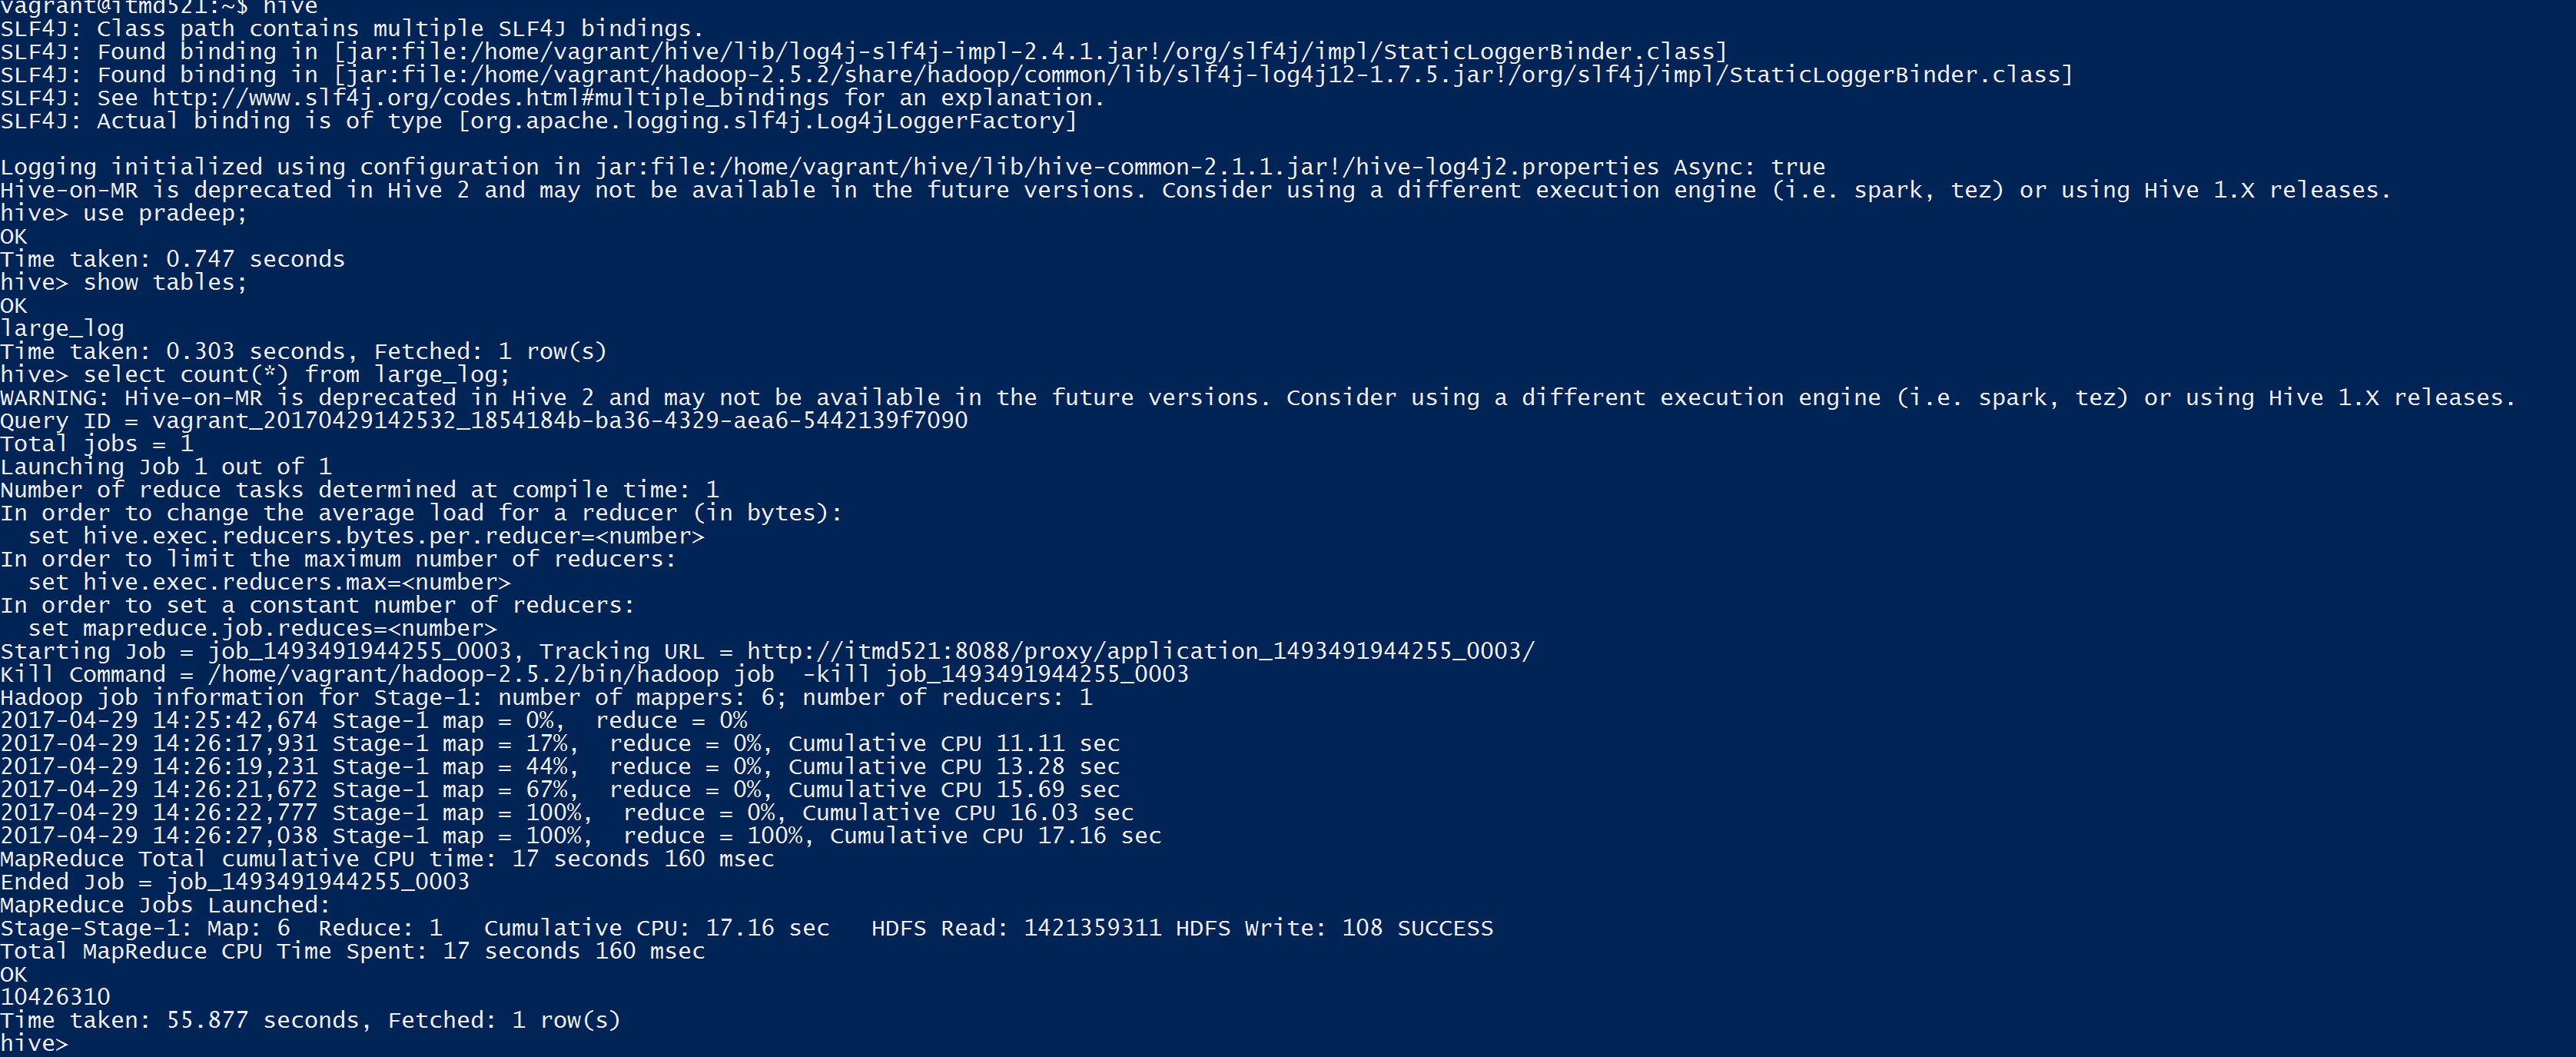 vagrant@itmd521:~$ hive
SLF4J: Class path contains multiple SLF4J bindings.
SLF4J: Found binding in [jar:file:/home/vagrant/hive/lib/log4j-slf4j-impl-2.4.1.jar!/org/slf4j/impl/StaticLoggerBinder.class]
SLF4J: Found binding in [jar:file:/home/vagrant/hadoop-2.5.2/share/hadoop/common/lib/slf4j-log4j12-1.7.5.jar!/org/slf4j/impl/StaticLoggerBinder.class]
SLF4J: See http://www.slf4j.org/codes.html#multiple_bindings for an explanation.
SLF4J: Actual binding is of type [org.apache.logging.slf4j.Log4jLoggerFactory]
Logging initialized using configuration in jar:file:/home/vagrant/hive/lib/hive-common-2.1.1.jar!/hive-log4j2.properties Async: true
Hive-on-MR is deprecated in Hive 2 and may not be available in the future versions. Consider using a different execution engine (i.e. spark, tez) or using Hive 1.X releases.
hive> use pradeep;
OK
Time taken: 0.747 seconds
hive> show tables;
OK
large_log
Time taken: 0.303 seconds, Fetched: 1 row(s)
hive> select count(*) from large_log;
WARNING: Hive-on-MR is deprecated in Hive 2 and may not be available in the future versions. Consider using a different execution engine (i.e. spark, tez) or using Hive 1.X releases.
Query ID = vagrant_20170429142532_1854184b-ba36-4329-aea6-5442139f7090
Total jobs = 1
Launching Job 1 out of 1
Number of reduce tasks determined at compile time: 1
In order to change the average load for a reducer (in bytes):
  set hive.exec.reducers.bytes.per.reducer=<number>
In order to limit the maximum number of reducers:
  set hive.exec.reducers.max=<number>
In order to set a constant number of reducers:
  set mapreduce.job.reduces=<number>
Starting Job = job_1493491944255_0003, Tracking URL = http://itmd521:8088/proxy/application_1493491944255_0003/
Kill Command = /home/vagrant/hadoop-2.5.2/bin/hadoop job  -kill job_1493491944255_0003
Hadoop job information for Stage-1: number of mappers: 6; number of reducers: 1
2017-04-29 14:25:42,674 Stage-1 map = 0%,  reduce = 0%
2017-04-29 14:26:17,931 Stage-1 map = 17%,  reduce = 0%, Cumulative CPU 11.11 sec
2017-04-29 14:26:19,231 Stage-1 map = 44%,  reduce = 0%, Cumulative CPU 13.28 sec
2017-04-29 14:26:21,672 Stage-1 map = 67%,  reduce = 0%, Cumulative CPU 15.69 sec
2017-04-29 14:26:22,777 Stage-1 map = 100%,  reduce = 0%, Cumulative CPU 16.03 sec
2017-04-29 14:26:27,038 Stage-1 map = 100%,  reduce = 100%, Cumulative CPU 17.16 sec
MapReduce Total cumulative CPU time: 17 seconds 160 msec
Ended Job = job_1493491944255_0003
MapReduce Jobs Launched:
Stage-Stage-1: Map: 6  Reduce: 1   Cumulative CPU: 17.16 sec   HDFS Read: 1421359311 HDFS Write: 108 SUCCESS
Total MapReduce CPU Time Spent: 17 seconds 160 msec
OK
10426310
Time taken: 55.877 seconds, Fetched: 1 row(s)
hive>